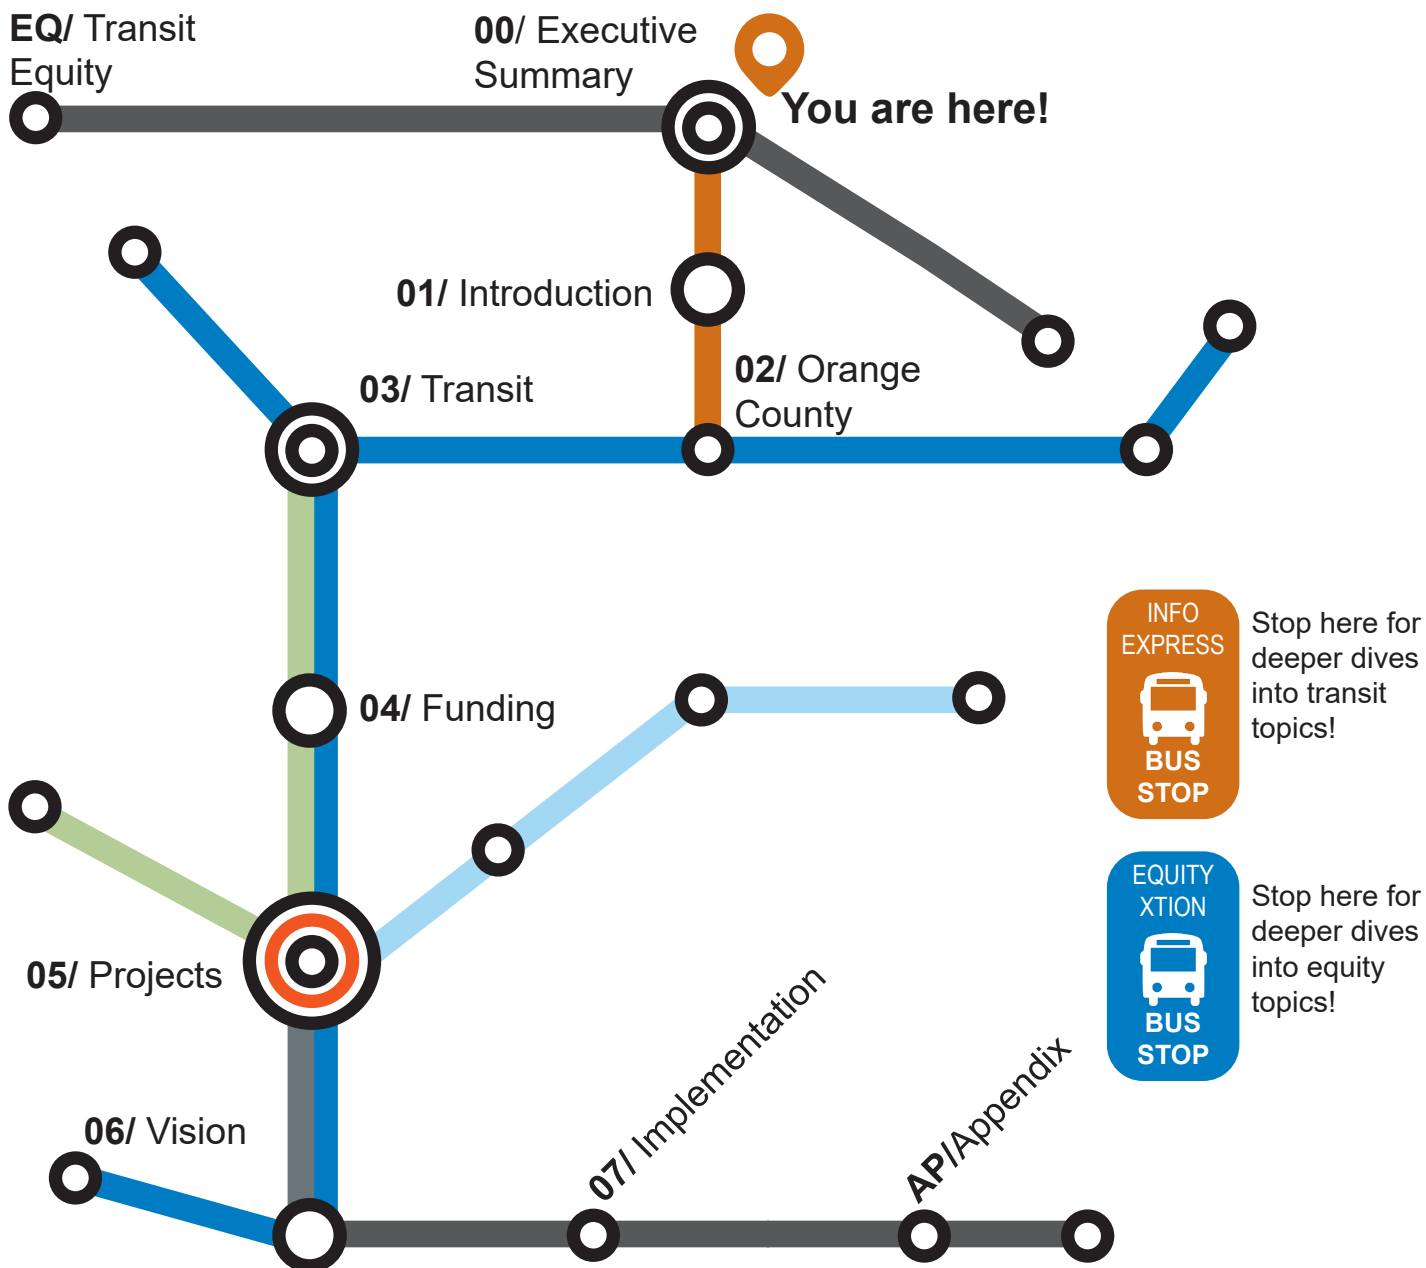 EQ/ Transit
Equity
00/ Executive
Summary
You are here!
01/ Introduction
02/ Orange
County
03/ Transit
04/ Funding
INFO
EXPRESS
BUS
STOP
Stop here for
deeper dives
into transit
topics!
EQUITY
XTION
BUS
STOP
Stop here for
deeper dives
into equity
topics!
05/ Projects
06/ Vision
07/ Implementation
AP/Appendix